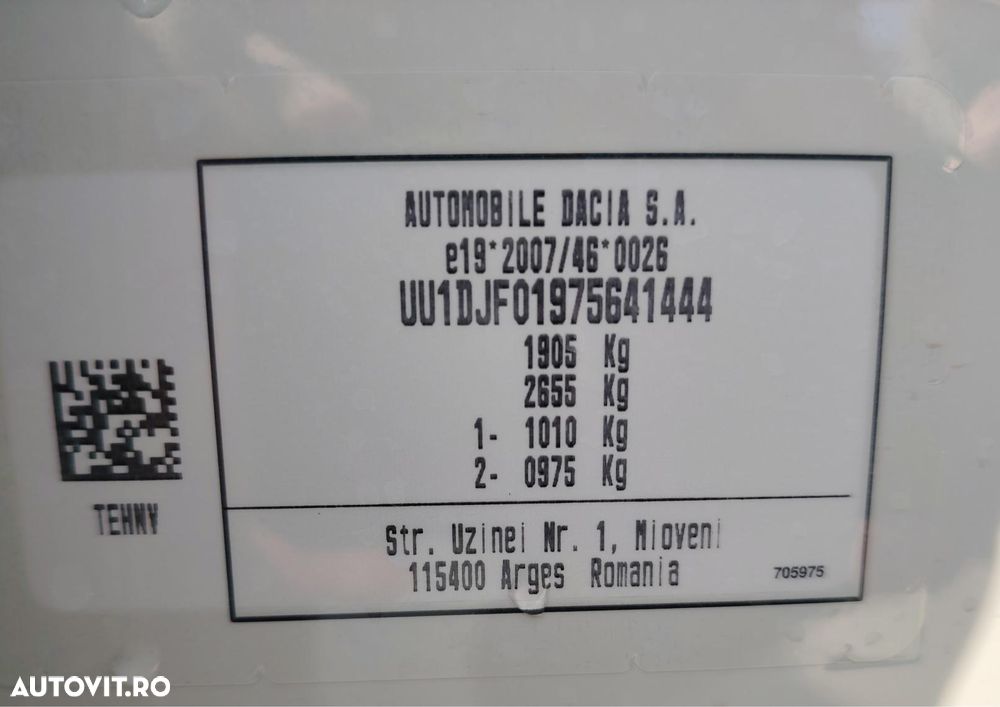 AUTOMOBILE DACIA S.A.
e19*2007/46*0026
UU1DJF01975641444
1905 Kg
2655 Kg
1- 1010 Kg
2- 0975 Kg
TEHNV
Str. Uzinei Nr. 1, Mioveni
115400 Arges Romania
705975
AUTOVIT.RO